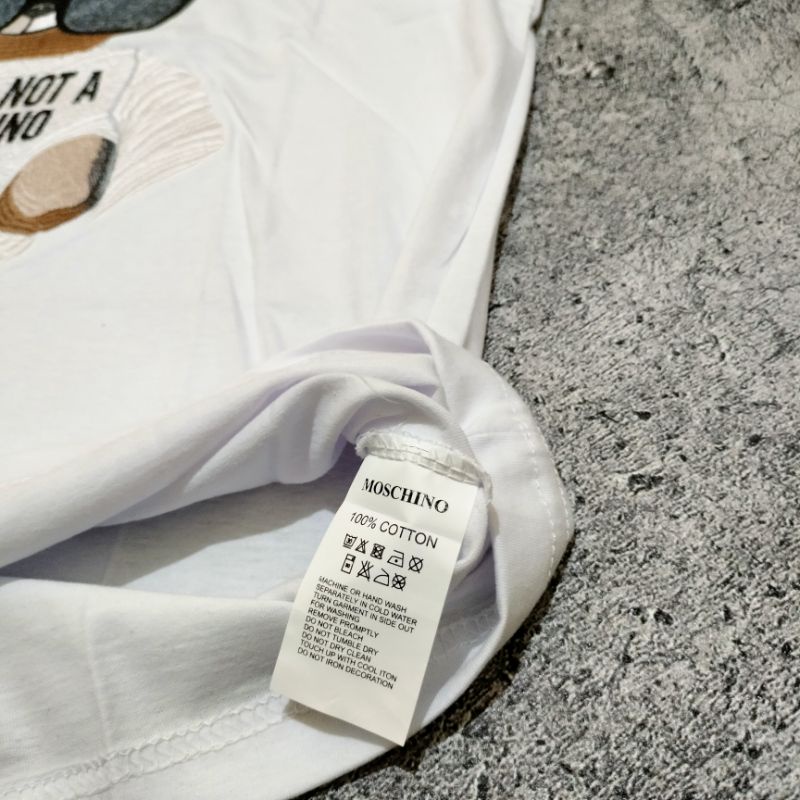 NOT A
INO
MOSCHINO
100% COTTON
MACHINE OR HAND WASH
SEPARATELY IN COLD WATER
TURN GARMENT IN SIDE OUT
FOR WASHING
REMOVE PROMPTLY
DO NOT BLEACH
DO NOT TUMBLE DRY
DO NOT DRY CLEAN
TOUCH UP WITH COOL ITON
DO NOT IRON DECORATION